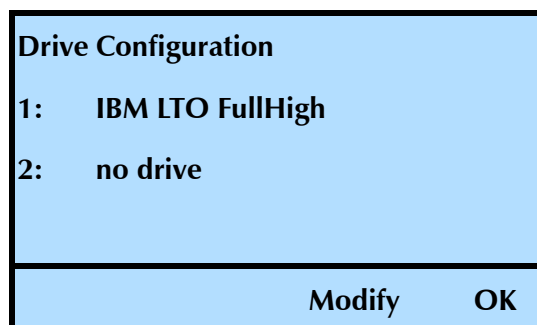 Drive Configuration
1: IBM LTO FullHigh
2: no drive
Modify OK